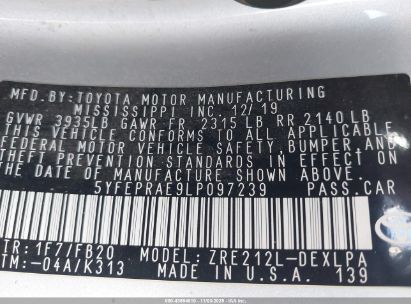 MFD. BY: TOYOTA MOTOR MANUFACTURING
MISSISSIPPI INC. 12/19
GVWR 3935LB GAWR FR 2315 LB RR 2140LB
THIS VEHICLE CONFORMS TO ALL APPLICABLE
FEDERAL MOTOR VEHICLE SAFETY, BUMPER, AND
THEFT PREVENTION STANDARDS IN EFFECT ON
THE DATE OF MANUFACTURE SHOWN ABOVE.
5YFEPRAE9LP097239 PASS.CAR
TR: 1F7/FB20 MODEL: ZRE212L-DEXLPA
TM: -04A/K313 MADE IN U.S.A. 139